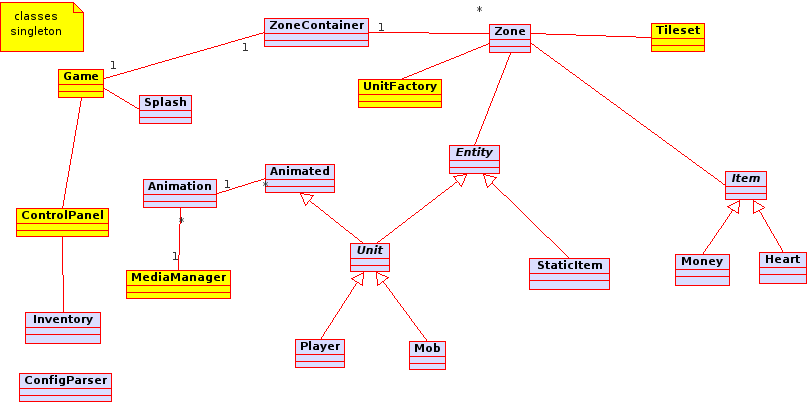 classes
singleton
*
ZoneContainer
1
Zone
Tileset
1
1
Game
UnitFactory
Splash
Entity
Animated
Item
Animation
1
*
ControlPanel
*
Unit
1
MediaManager
StaticItem
Money
Heart
Inventory
Player
Mob
ConfigParser